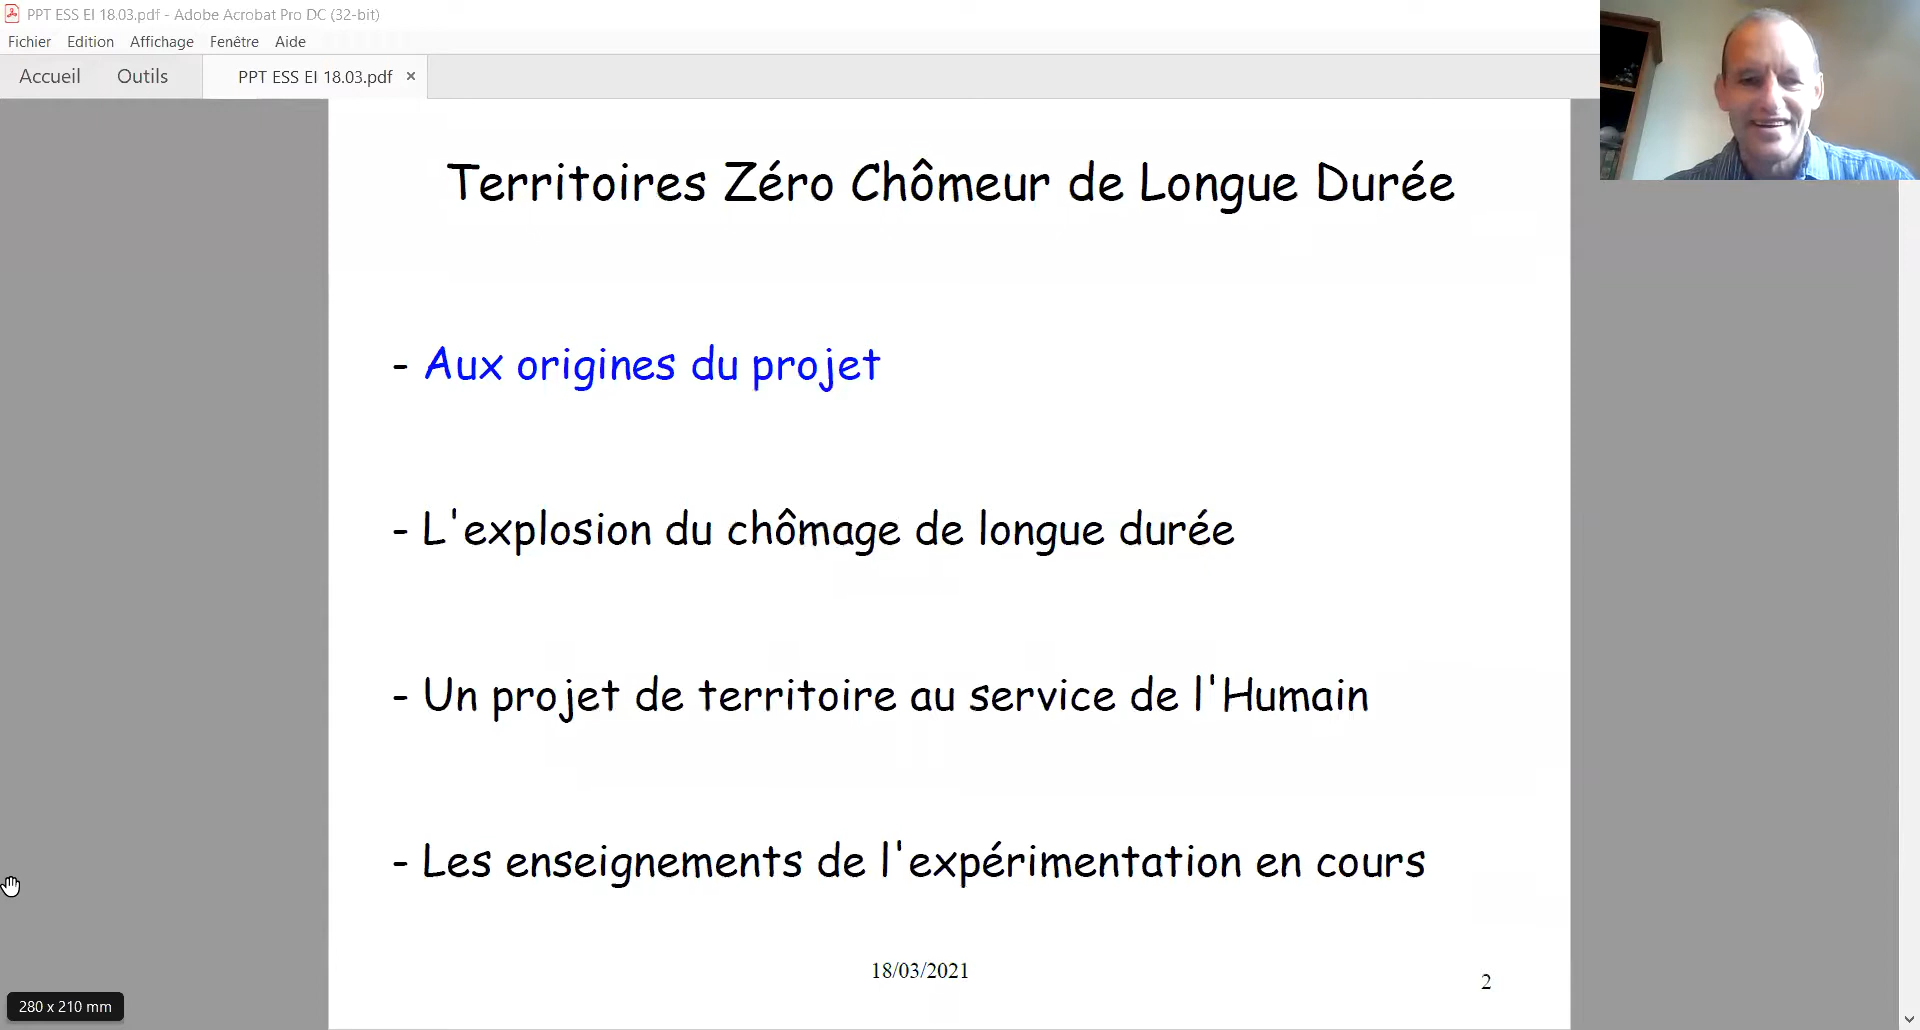 PPT ESS EI 18.03.pdf - Adobe Acrobat Pro DC (32-bit)
Fichier Edition Affichage Fenêtre Aide
Accueil Outils PPT ESS EI 18.03.pdf ×
Territoires Zéro Chômeur de Longue Durée
- Aux origines du projet
- L'explosion du chômage de longue durée
- Un projet de territoire au service de l'Humain
- Les enseignements de l'expérimentation en cours
18/03/2021
2
280 x 210 mm